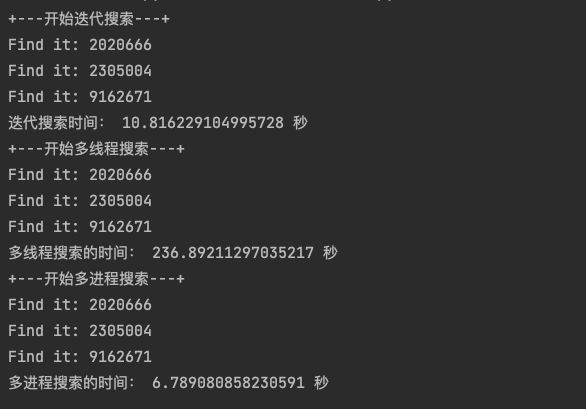 +---开始迭代搜索---+
Find it: 2020666
Find it: 2305004
Find it: 9162671
迭代搜索时间： 10.816229104995728 秒
+---开始多线程搜索---+
Find it: 2020666
Find it: 2305004
Find it: 9162671
多线程搜索的时间： 236.89211297035217 秒
+---开始多进程搜索---+
Find it: 2020666
Find it: 2305004
Find it: 9162671
多进程搜索的时间： 6.789080858230591 秒